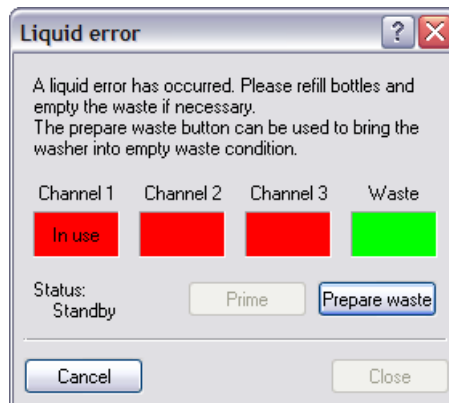 Liquid error
?
A liquid error has occurred. Please refill bottles and
empty the waste if necessary.
The prepare waste button can be used to bring the
washer into empty waste condition.
Channel 1 Channel 2 Channel 3 Waste
In use
Status:
Standby
Prime Prepare waste
Cancel Close